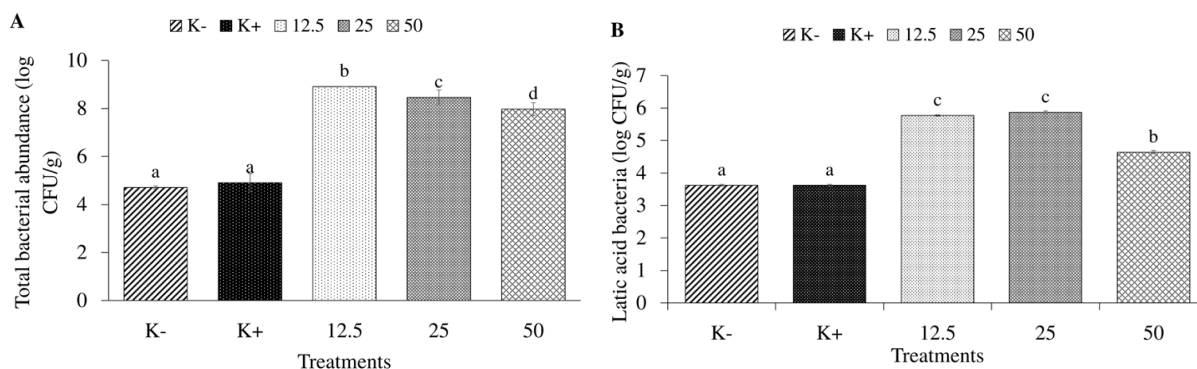 A
K- K+ 12.5 25 50
Total bacterial abundance (log
CFU/g)
10
8
6
4
2
0
a a b c d
K- K+ 12.5 25 50
Treatments
B
K- K+ 12.5 25 50
Latic acid bacteria (log CFU/g)
7
6
5
4
3
2
1
0
a a c c b
K- K+ 12.5 25 50
Treatments